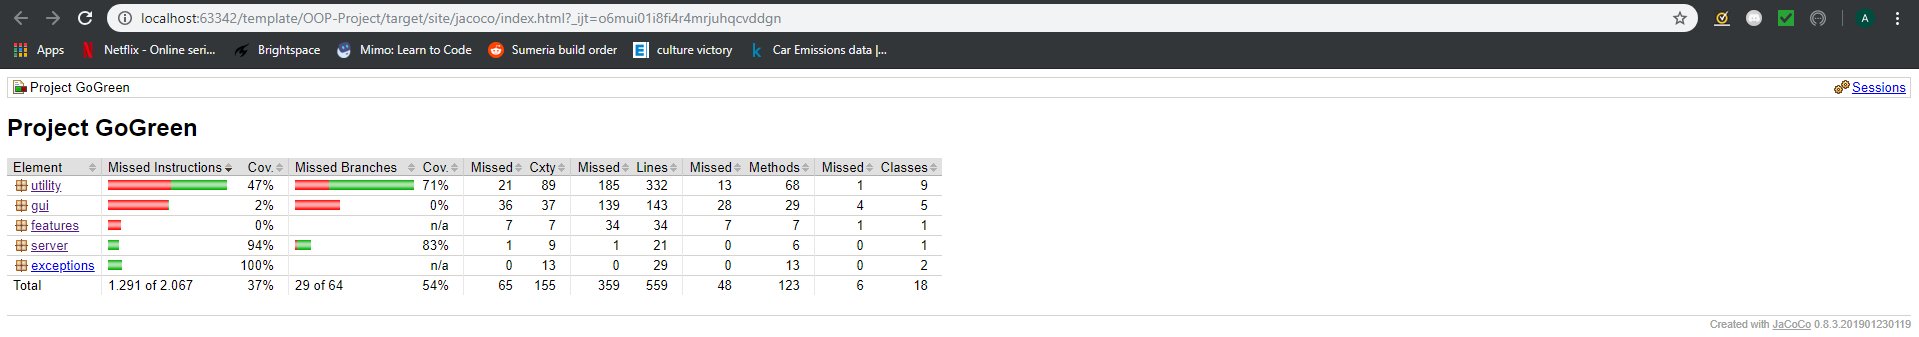 localhost:63342/template/OOP-Project/target/site/jacoco/index.html?_ijt=o6mui01i8fi4r4mrjuhqcvddgn
A
Apps Netflix - Online seri... Brightspace Mimo: Learn to Code Sumeria build order culture victory Car Emissions data |...
Project GoGreen Sessions
Project GoGreen
Element Missed Instructions Cov. Missed Branches Cov. Missed Cxty Missed Lines Missed Methods Missed Classes
utility 47% 71% 21 89 185 332 13 68 1 9
gui 2% 0% 36 37 139 143 28 29 4 5
features 0% n/a 7 7 34 34 7 7 1 1
server 94% 83% 1 9 1 21 0 6 0 1
exceptions 100% n/a 0 13 0 29 0 13 0 2
Total 1.291 of 2.067 37% 29 of 64 54% 65 155 359 559 48 123 6 18
Created with JaCoCo 0.8.3.201901230119